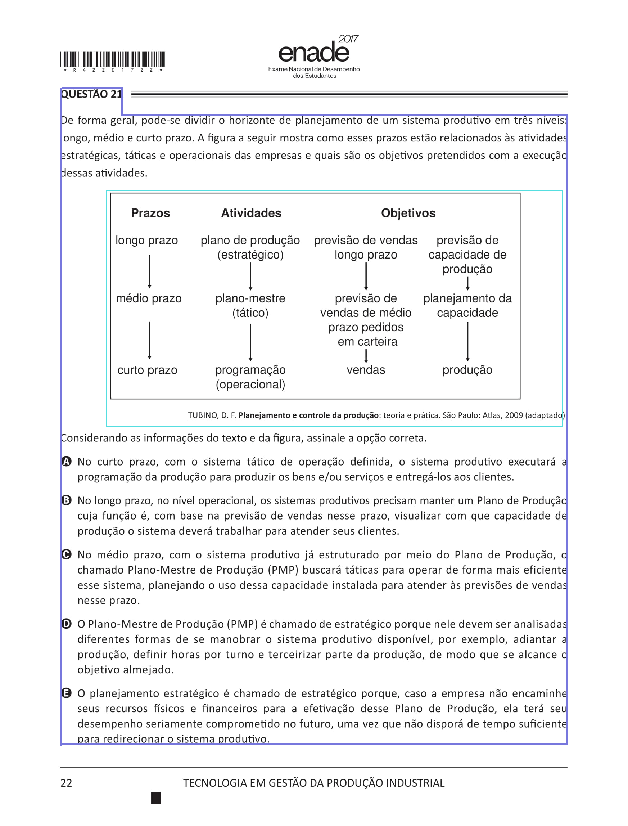 *R42201722*
enade 2017
Exame Nacional de Desempenho
dos Estudantes
QUESTÃO 21
De forma geral, pode-se dividir o horizonte de planejamento de um sistema produtivo em três níveis:
longo, médio e curto prazo. A figura a seguir mostra como esses prazos estão relacionados às atividades
estratégicas, táticas e operacionais das empresas e quais são os objetivos pretendidos com a execução
dessas atividades.
Prazos Atividades Objetivos
longo prazo plano de produção previsão de vendas previsão de
(estratégico) longo prazo capacidade de
produção
médio prazo plano-mestre previsão de planejamento da
(tático) vendas de médio capacidade
prazo pedidos
em carteira
curto prazo programação vendas produção
(operacional)
TUBINO, D. F. Planejamento e controle da produção: teoria e prática. São Paulo: Atlas, 2009 (adaptado)
Considerando as informações do texto e da figura, assinale a opção correta.
A No curto prazo, com o sistema tático de operação definida, o sistema produtivo executará a
programação da produção para produzir os bens e/ou serviços e entregá-los aos clientes.
B No longo prazo, no nível operacional, os sistemas produtivos precisam manter um Plano de Produção
cuja função é, com base na previsão de vendas nesse prazo, visualizar com que capacidade de
produção o sistema deverá trabalhar para atender seus clientes.
C No médio prazo, com o sistema produtivo já estruturado por meio do Plano de Produção, o
chamado Plano-Mestre de Produção (PMP) buscará táticas para operar de forma mais eficiente
esse sistema, planejando o uso dessa capacidade instalada para atender às previsões de vendas
nesse prazo.
D O Plano-Mestre de Produção (PMP) é chamado de estratégico porque nele devem ser analisadas
diferentes formas de se manobrar o sistema produtivo disponível, por exemplo, adiantar a
produção, definir horas por turno e terceirizar parte da produção, de modo que se alcance o
objetivo almejado.
E O planejamento estratégico é chamado de estratégico porque, caso a empresa não encaminhe
seus recursos físicos e financeiros para a efetivação desse Plano de Produção, ela terá seu
desempenho seriamente comprometido no futuro, uma vez que não disporá de tempo suficiente
para redirecionar o sistema produtivo.
22 TECNOLOGIA EM GESTÃO DA PRODUÇÃO INDUSTRIAL